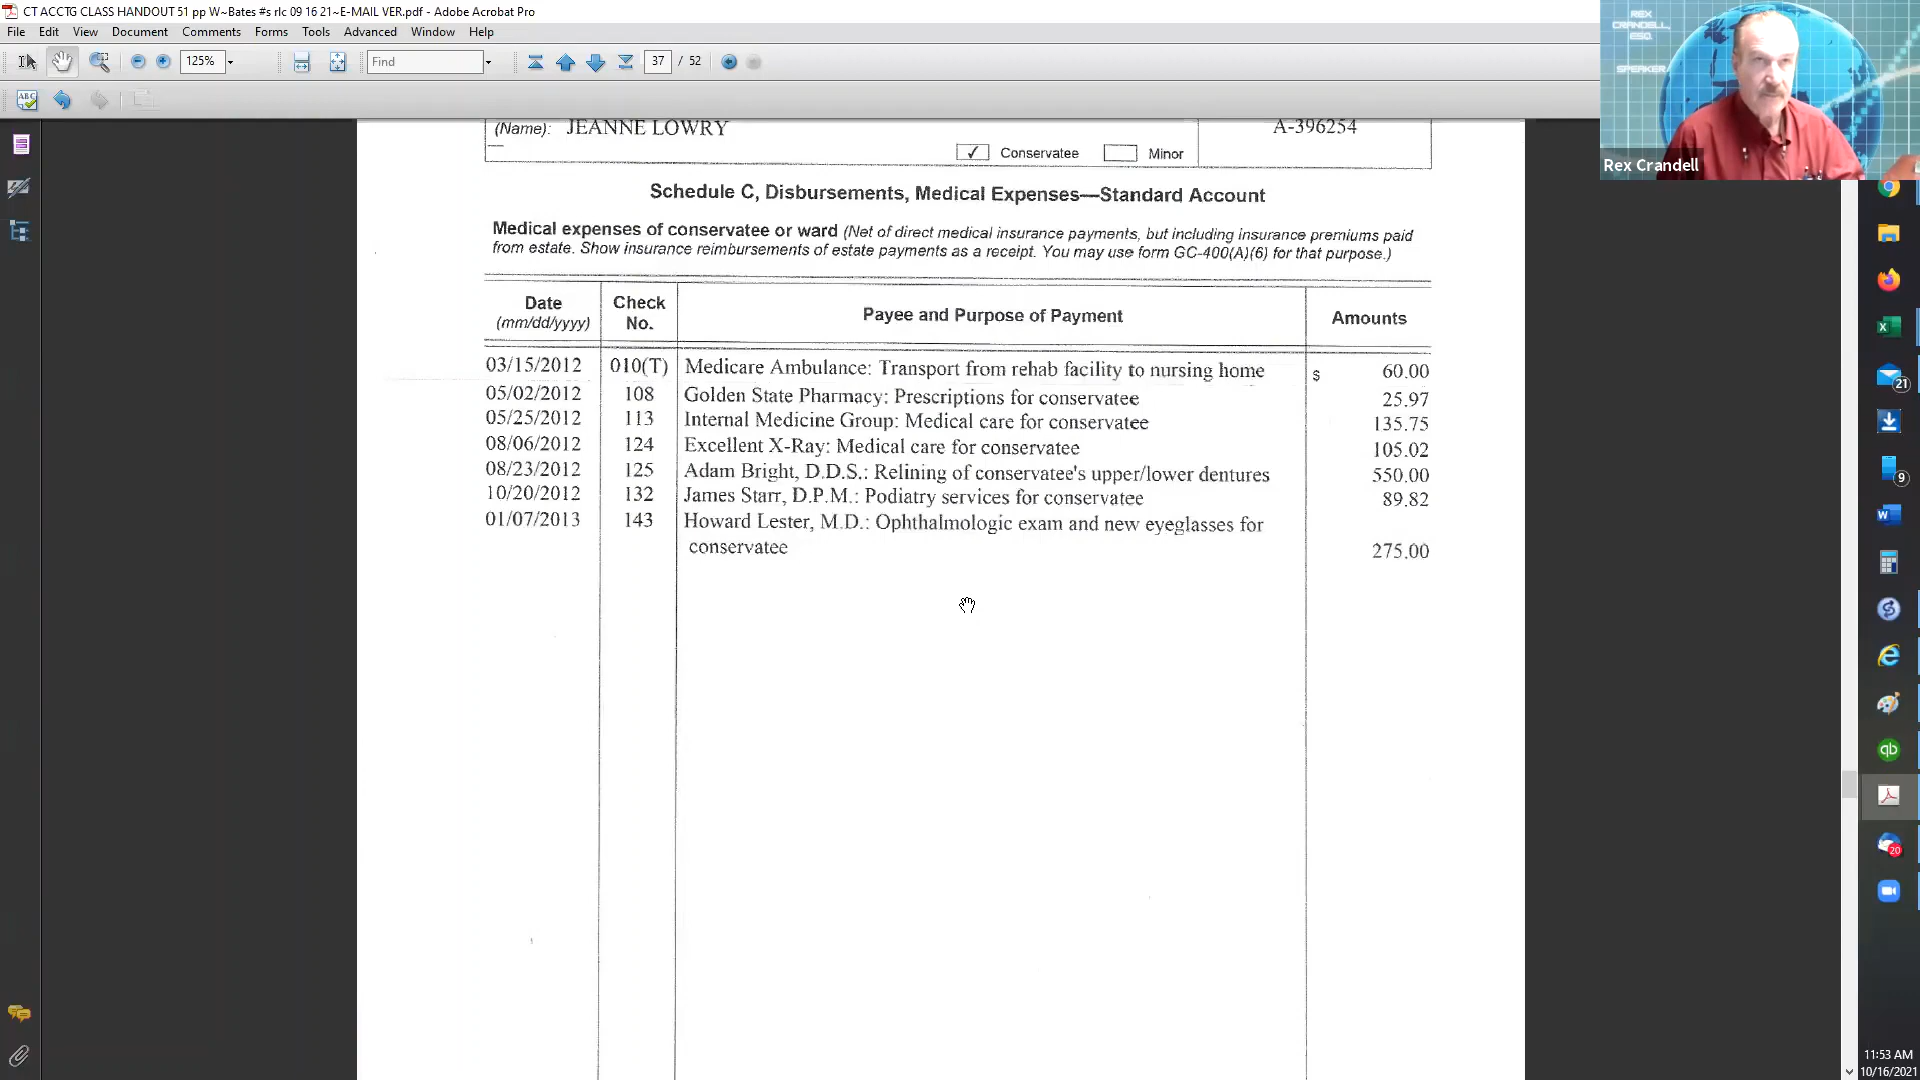 CT ACCTG CLASS HANDOUT 51 pp W~Bates #s rlc 09 16 21~E-MAIL VER.pdf - Adobe Acrobat Pro
File Edit View Document Comments Forms Tools Advanced Window Help
125% Find 37 / 52
REX CRANDELL, ESQ.
SPEAKER
Rex Crandell
(Name): JEANNE LOWRY A-396254
✓ Conservatee Minor
Schedule C, Disbursements, Medical Expenses—Standard Account
Medical expenses of conservatee or ward (Net of direct medical insurance payments, but including insurance premiums paid
from estate. Show insurance reimbursements of estate payments as a receipt. You may use form GC-400(A)(6) for that purpose.)
Date (mm/dd/yyyy) Check No. Payee and Purpose of Payment Amounts
03/15/2012 010(T) Medicare Ambulance: Transport from rehab facility to nursing home $ 60.00
05/02/2012 108 Golden State Pharmacy: Prescriptions for conservatee 25.97
05/25/2012 113 Internal Medicine Group: Medical care for conservatee 135.75
08/06/2012 124 Excellent X-Ray: Medical care for conservatee 105.02
08/23/2012 125 Adam Bright, D.D.S.: Relining of conservatee's upper/lower dentures 550.00
10/20/2012 132 James Starr, D.P.M.: Podiatry services for conservatee 89.82
01/07/2013 143 Howard Lester, M.D.: Ophthalmologic exam and new eyeglasses for
conservatee 275.00
21
9
20
11:53 AM
10/16/2021